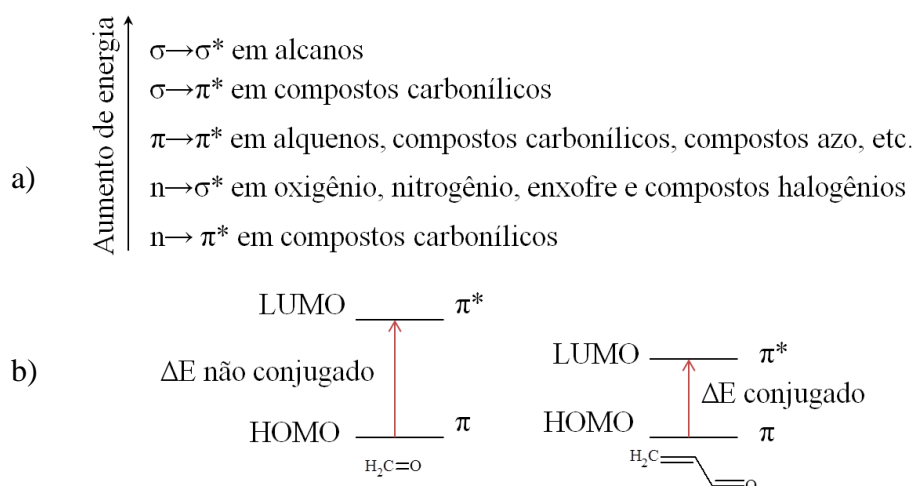 Aumento de energia
a)
σ→σ* em alcanos
σ→π* em compostos carbonílicos
π→π* em alquenos, compostos carbonílicos, compostos azo, etc.
n→σ* em oxigênio, nitrogênio, enxofre e compostos halogênios
n→ π* em compostos carbonílicos
b)
LUMO π*
ΔE não conjugado
HOMO π
H₂C=O
LUMO π*
ΔE conjugado
HOMO π
H₂C
O